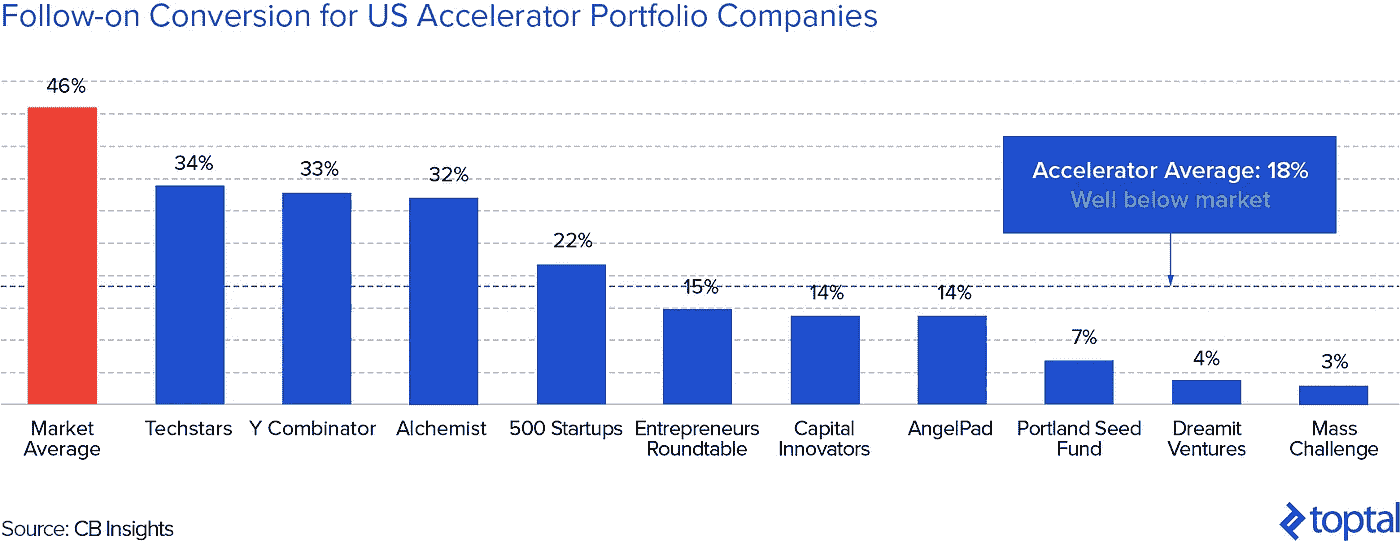 Follow-on Conversion for US Accelerator Portfolio Companies
46%
34%
33%
32%
22%
15%
14%
14%
7%
4%
3%
Accelerator Average: 18%
Well below market
Market
Average
Techstars
Y Combinator
Alchemist
500 Startups
Entrepreneurs
Roundtable
Capital
Innovators
AngelPad
Portland Seed
Fund
Dreamit
Ventures
Mass
Challenge
Source: CB Insights
toptal